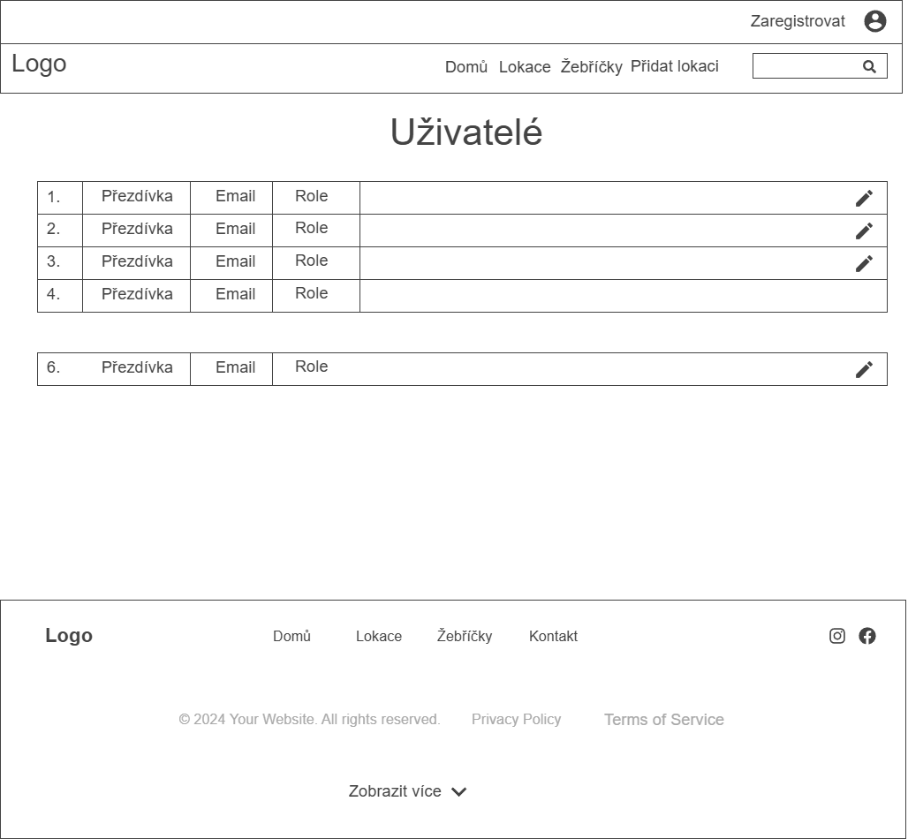 Zaregistrovat
Logo
Domů Lokace Žebříčky Přidat lokaci
Uživatelé
1. Přezdívka Email Role
2. Přezdívka Email Role
3. Přezdívka Email Role
4. Přezdívka Email Role
6. Přezdívka Email Role
Logo Domů Lokace Žebříčky Kontakt
© 2024 Your Website. All rights reserved. Privacy Policy Terms of Service
Zobrazit více